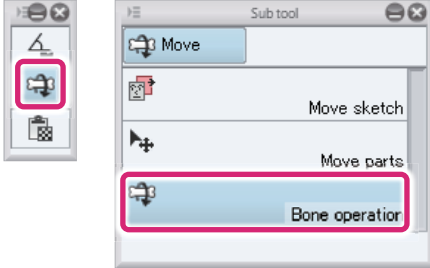 Sub tool
Move
Move sketch
Move parts
Bone operation